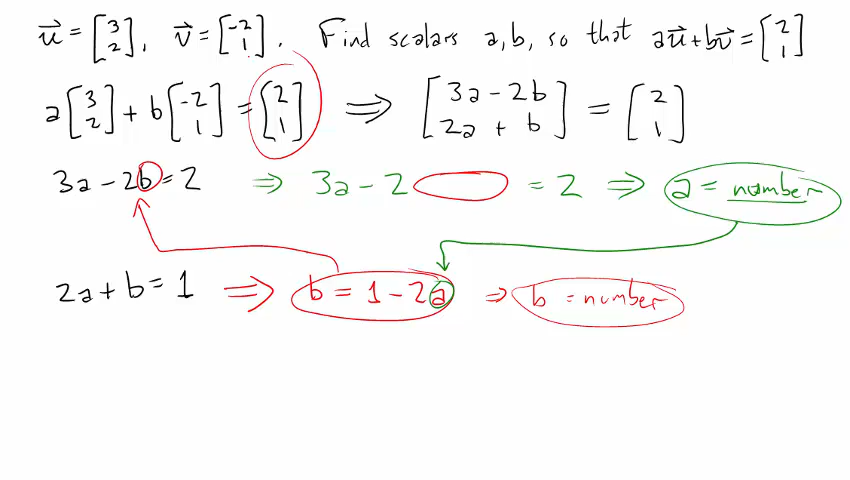 u⃗ = [3 2], v⃗ = [-2 1]. Find scalars a, b, so that au⃗+bv⃗ = [2 1]
a[3 2] + b[-2 1] = [2 1] ⟹ [3a - 2b 2a + b] = [2 1]
3a - 2b = 2 ⇒ 3a - 2 = 2 ⇒ a = number
2a + b = 1 ⇒ b = 1 - 2a ⇒ b = number